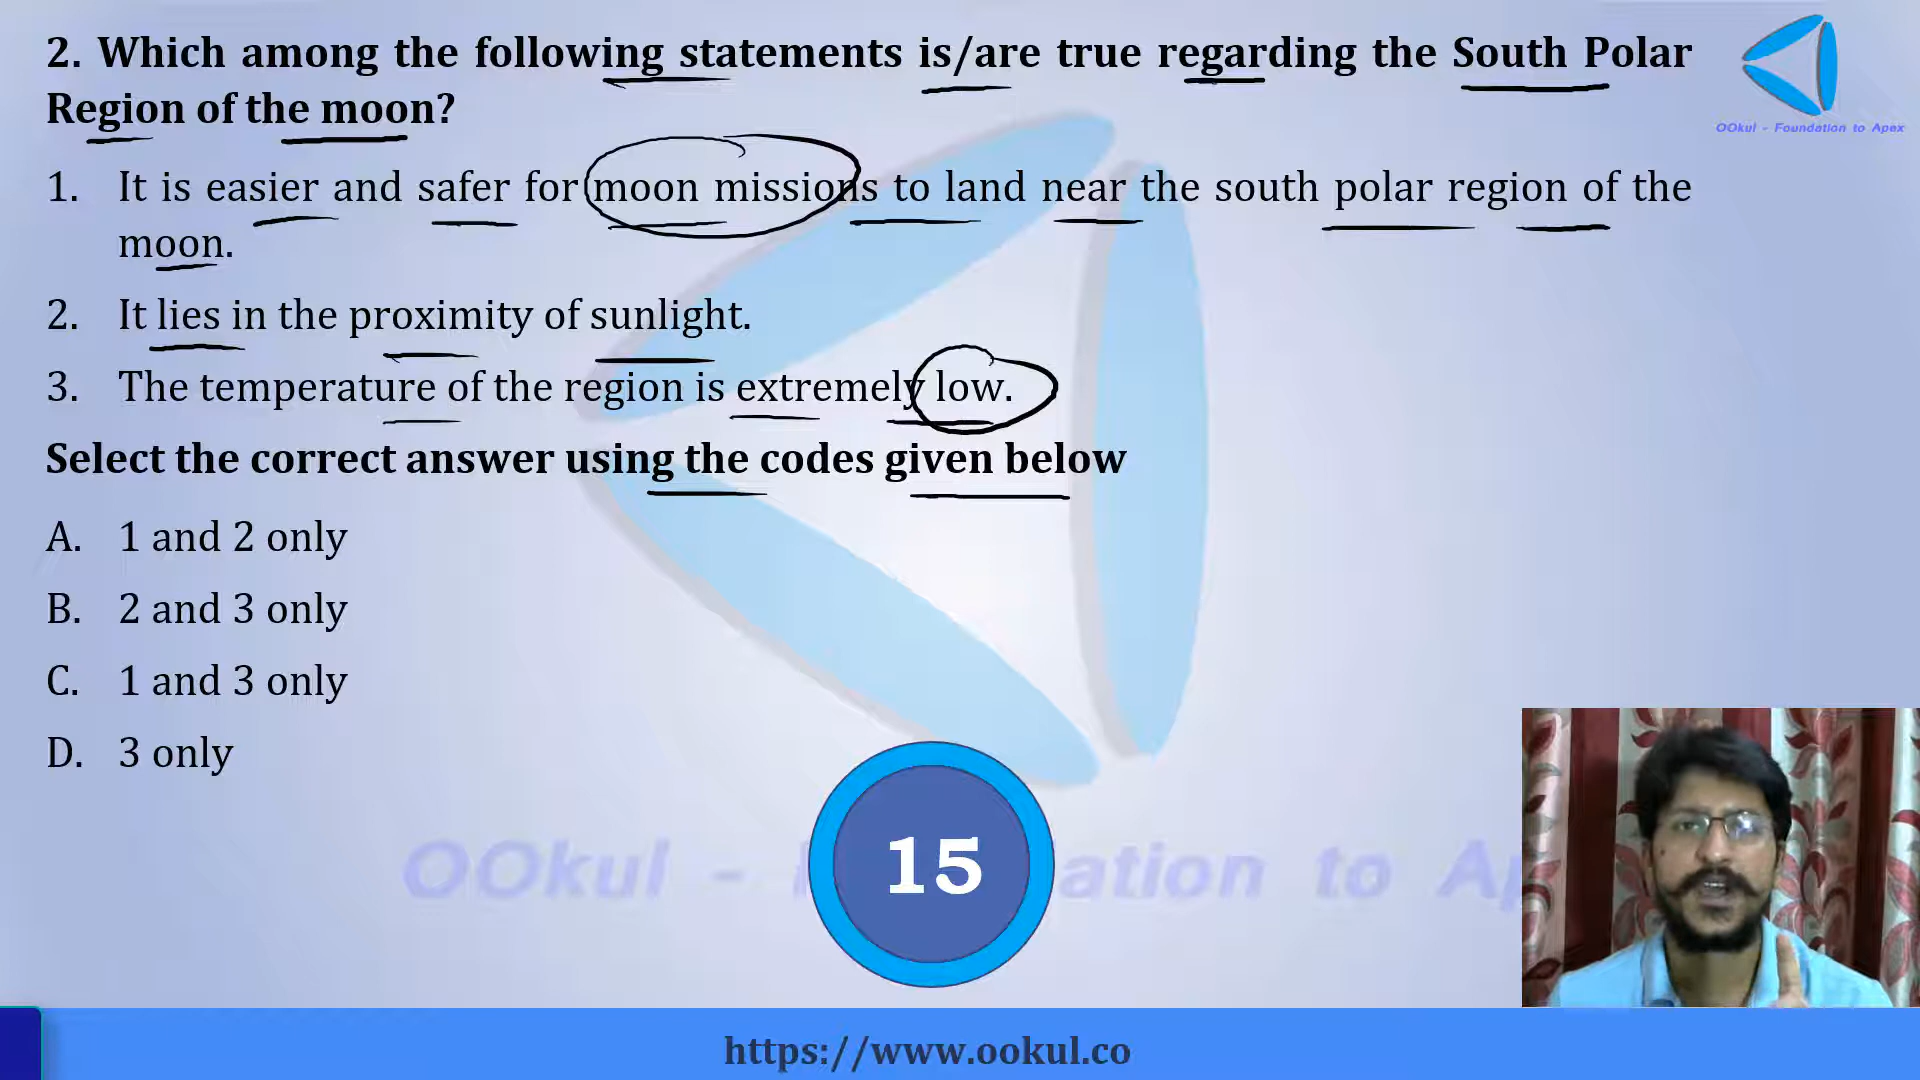 2. Which among the following statements is/are true regarding the South Polar
Region of the moon?
1. It is easier and safer for moon missions to land near the south polar region of the
moon.
2. It lies in the proximity of sunlight.
3. The temperature of the region is extremely low.
Select the correct answer using the codes given below
A. 1 and 2 only
B. 2 and 3 only
C. 1 and 3 only
D. 3 only
OOkul - Foundation to Apex
15
OOkul - ation to
https://www.ookul.co